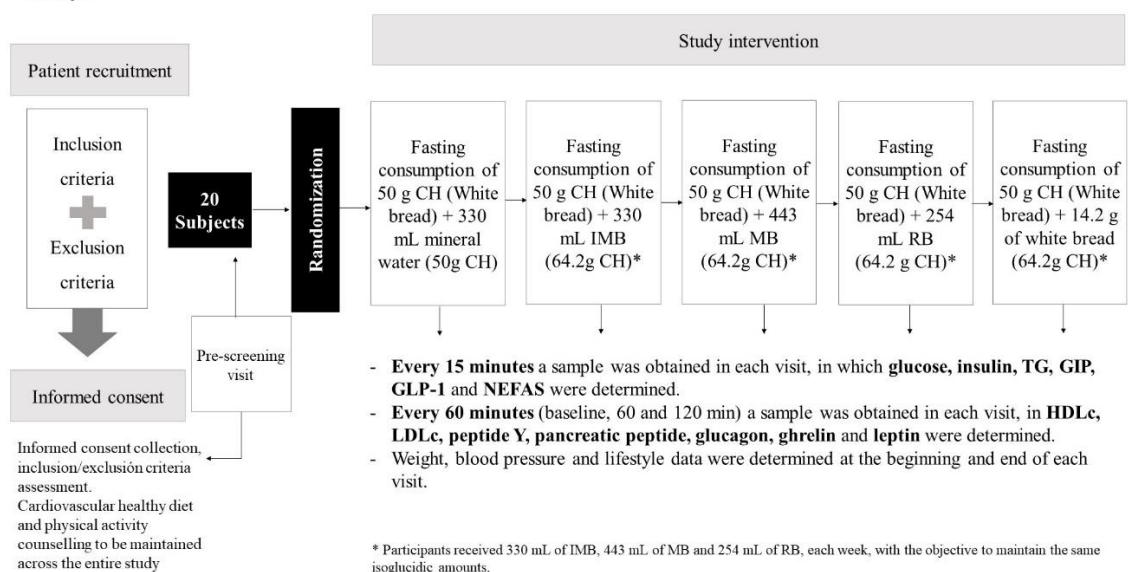 Study intervention
Patient recruitment
Inclusion
criteria
Exclusion
criteria
Informed consent
Informed consent collection,
inclusion/exclusión criteria
assessment.
Cardiovascular healthy diet
and physical activity
counselling to be maintained
across the entire study
20
Subjects
Pre-screening
visit
Randomization
Fasting
consumption of
50 g CH (White
bread) + 330
mL mineral
water (50g CH)
Fasting
consumption of
50 g CH (White
bread) + 330
mL IMB
(64.2g CH)*
Fasting
consumption of
50 g CH (White
bread) + 443
mL MB
(64.2g CH)*
Fasting
consumption of
50 g CH (White
bread) + 254
mL RB
(64.2 g CH)*
Fasting
consumption of
50 g CH (White
bread) + 14.2 g
of white bread
(64.2g CH)*
- Every 15 minutes a sample was obtained in each visit, in which glucose, insulin, TG, GIP,
GLP-1 and NEFAS were determined.
- Every 60 minutes (baseline, 60 and 120 min) a sample was obtained in each visit, in HDLc,
LDLc, peptide Y, pancreatic peptide, glucagon, ghrelin and leptin were determined.
- Weight, blood pressure and lifestyle data were determined at the beginning and end of each
visit.
* Participants received 330 mL of IMB, 443 mL of MB and 254 mL of RB, each week, with the objective to maintain the same
isoglucidic amounts.